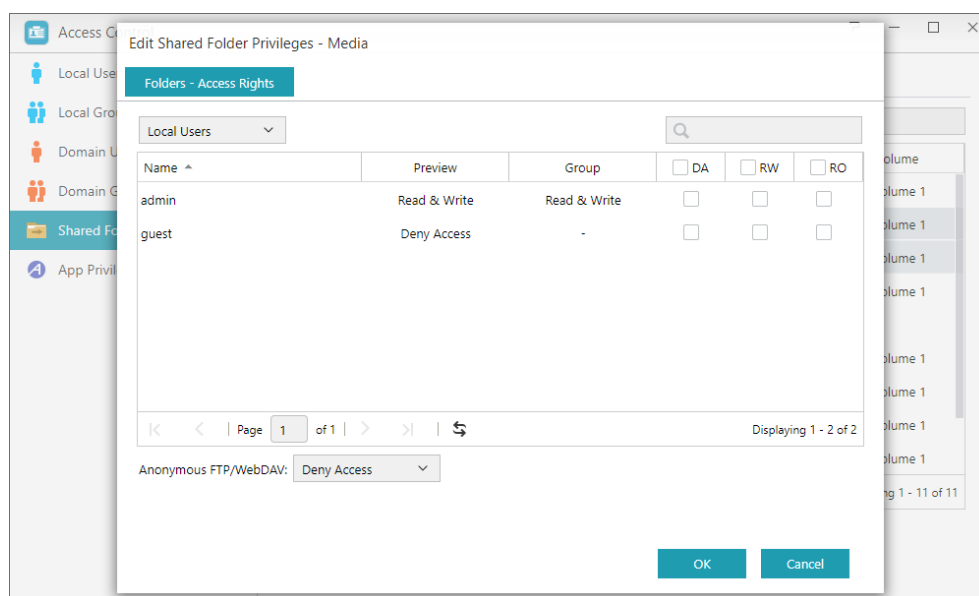 Access Co
Edit Shared Folder Privileges - Media
Local Use
Folders - Access Rights
Local Gro
Domain U
Domain G
Shared Fo
App Privil
Local Users
Name Preview Group DA RW RO
admin Read & Write Read & Write
guest Deny Access -
Page 1 of 1 Displaying 1 - 2 of 2
Anonymous FTP/WebDAV: Deny Access
OK Cancel
olume
olume 1
olume 1
olume 1
olume 1
olume 1
olume 1
olume 1
olume 1
ng 1 - 11 of 11